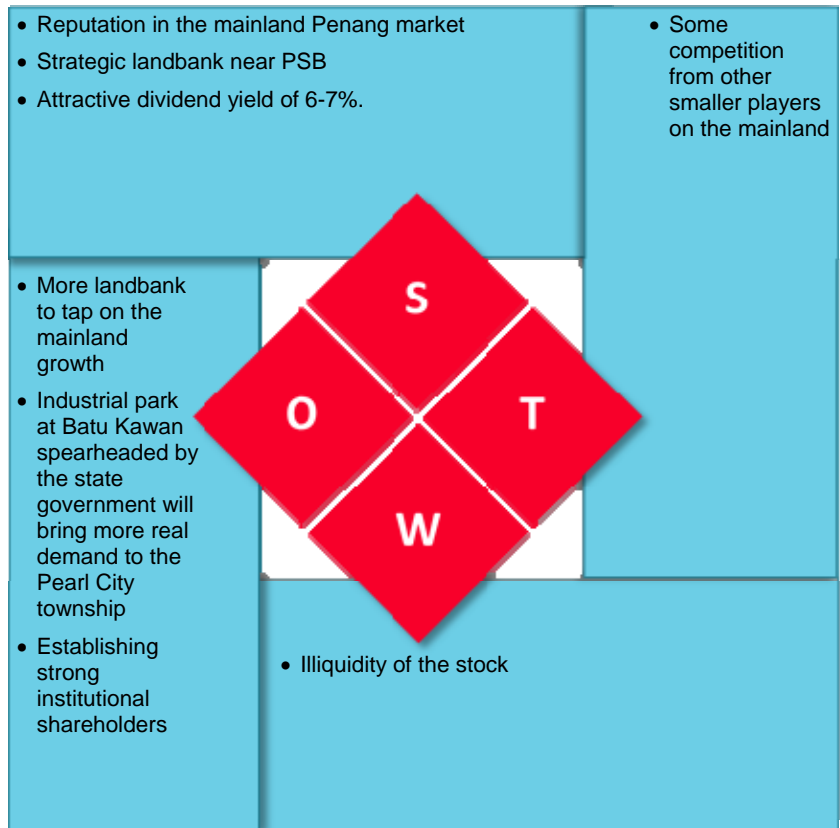 • Reputation in the mainland Penang market
• Strategic landbank near PSB
• Attractive dividend yield of 6-7%.
• Some
competition
from other
smaller players
on the mainland
S
• More landbank
to tap on the
mainland
growth
• Industrial park
at Batu Kawan
spearheaded by
the state
government will
bring more real
demand to the
Pearl City
township
• Establishing
strong
institutional
shareholders
O
T
W
• Illiquidity of the stock